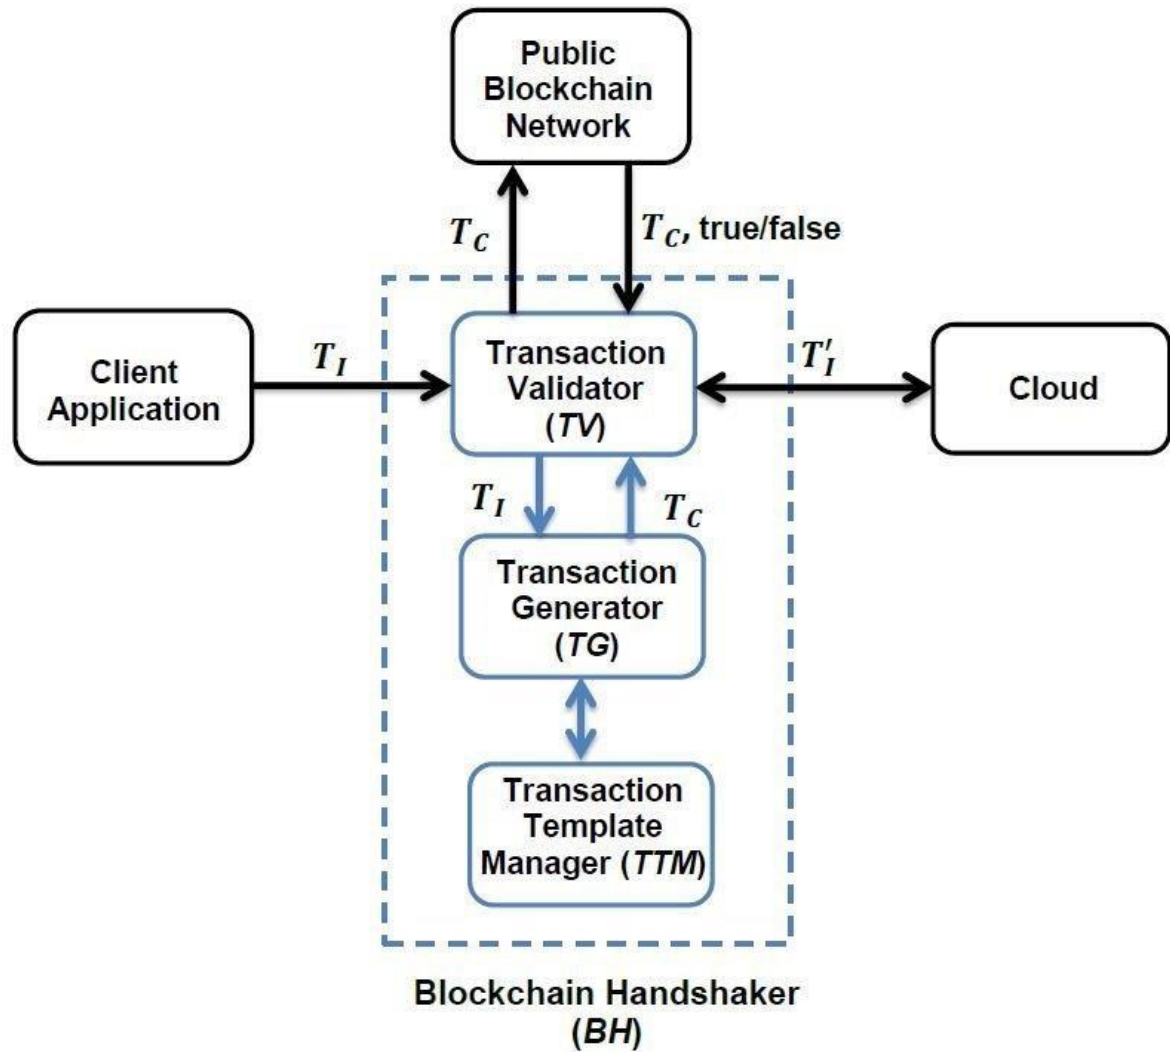 Public
Blockchain
Network
T_C
T_C, true/false
Client
Application
T_I
Transaction
Validator
(TV)
T'_I
Cloud
T_I
T_C
Transaction
Generator
(TG)
Transaction
Template
Manager (TTM)
Blockchain Handshaker
(BH)